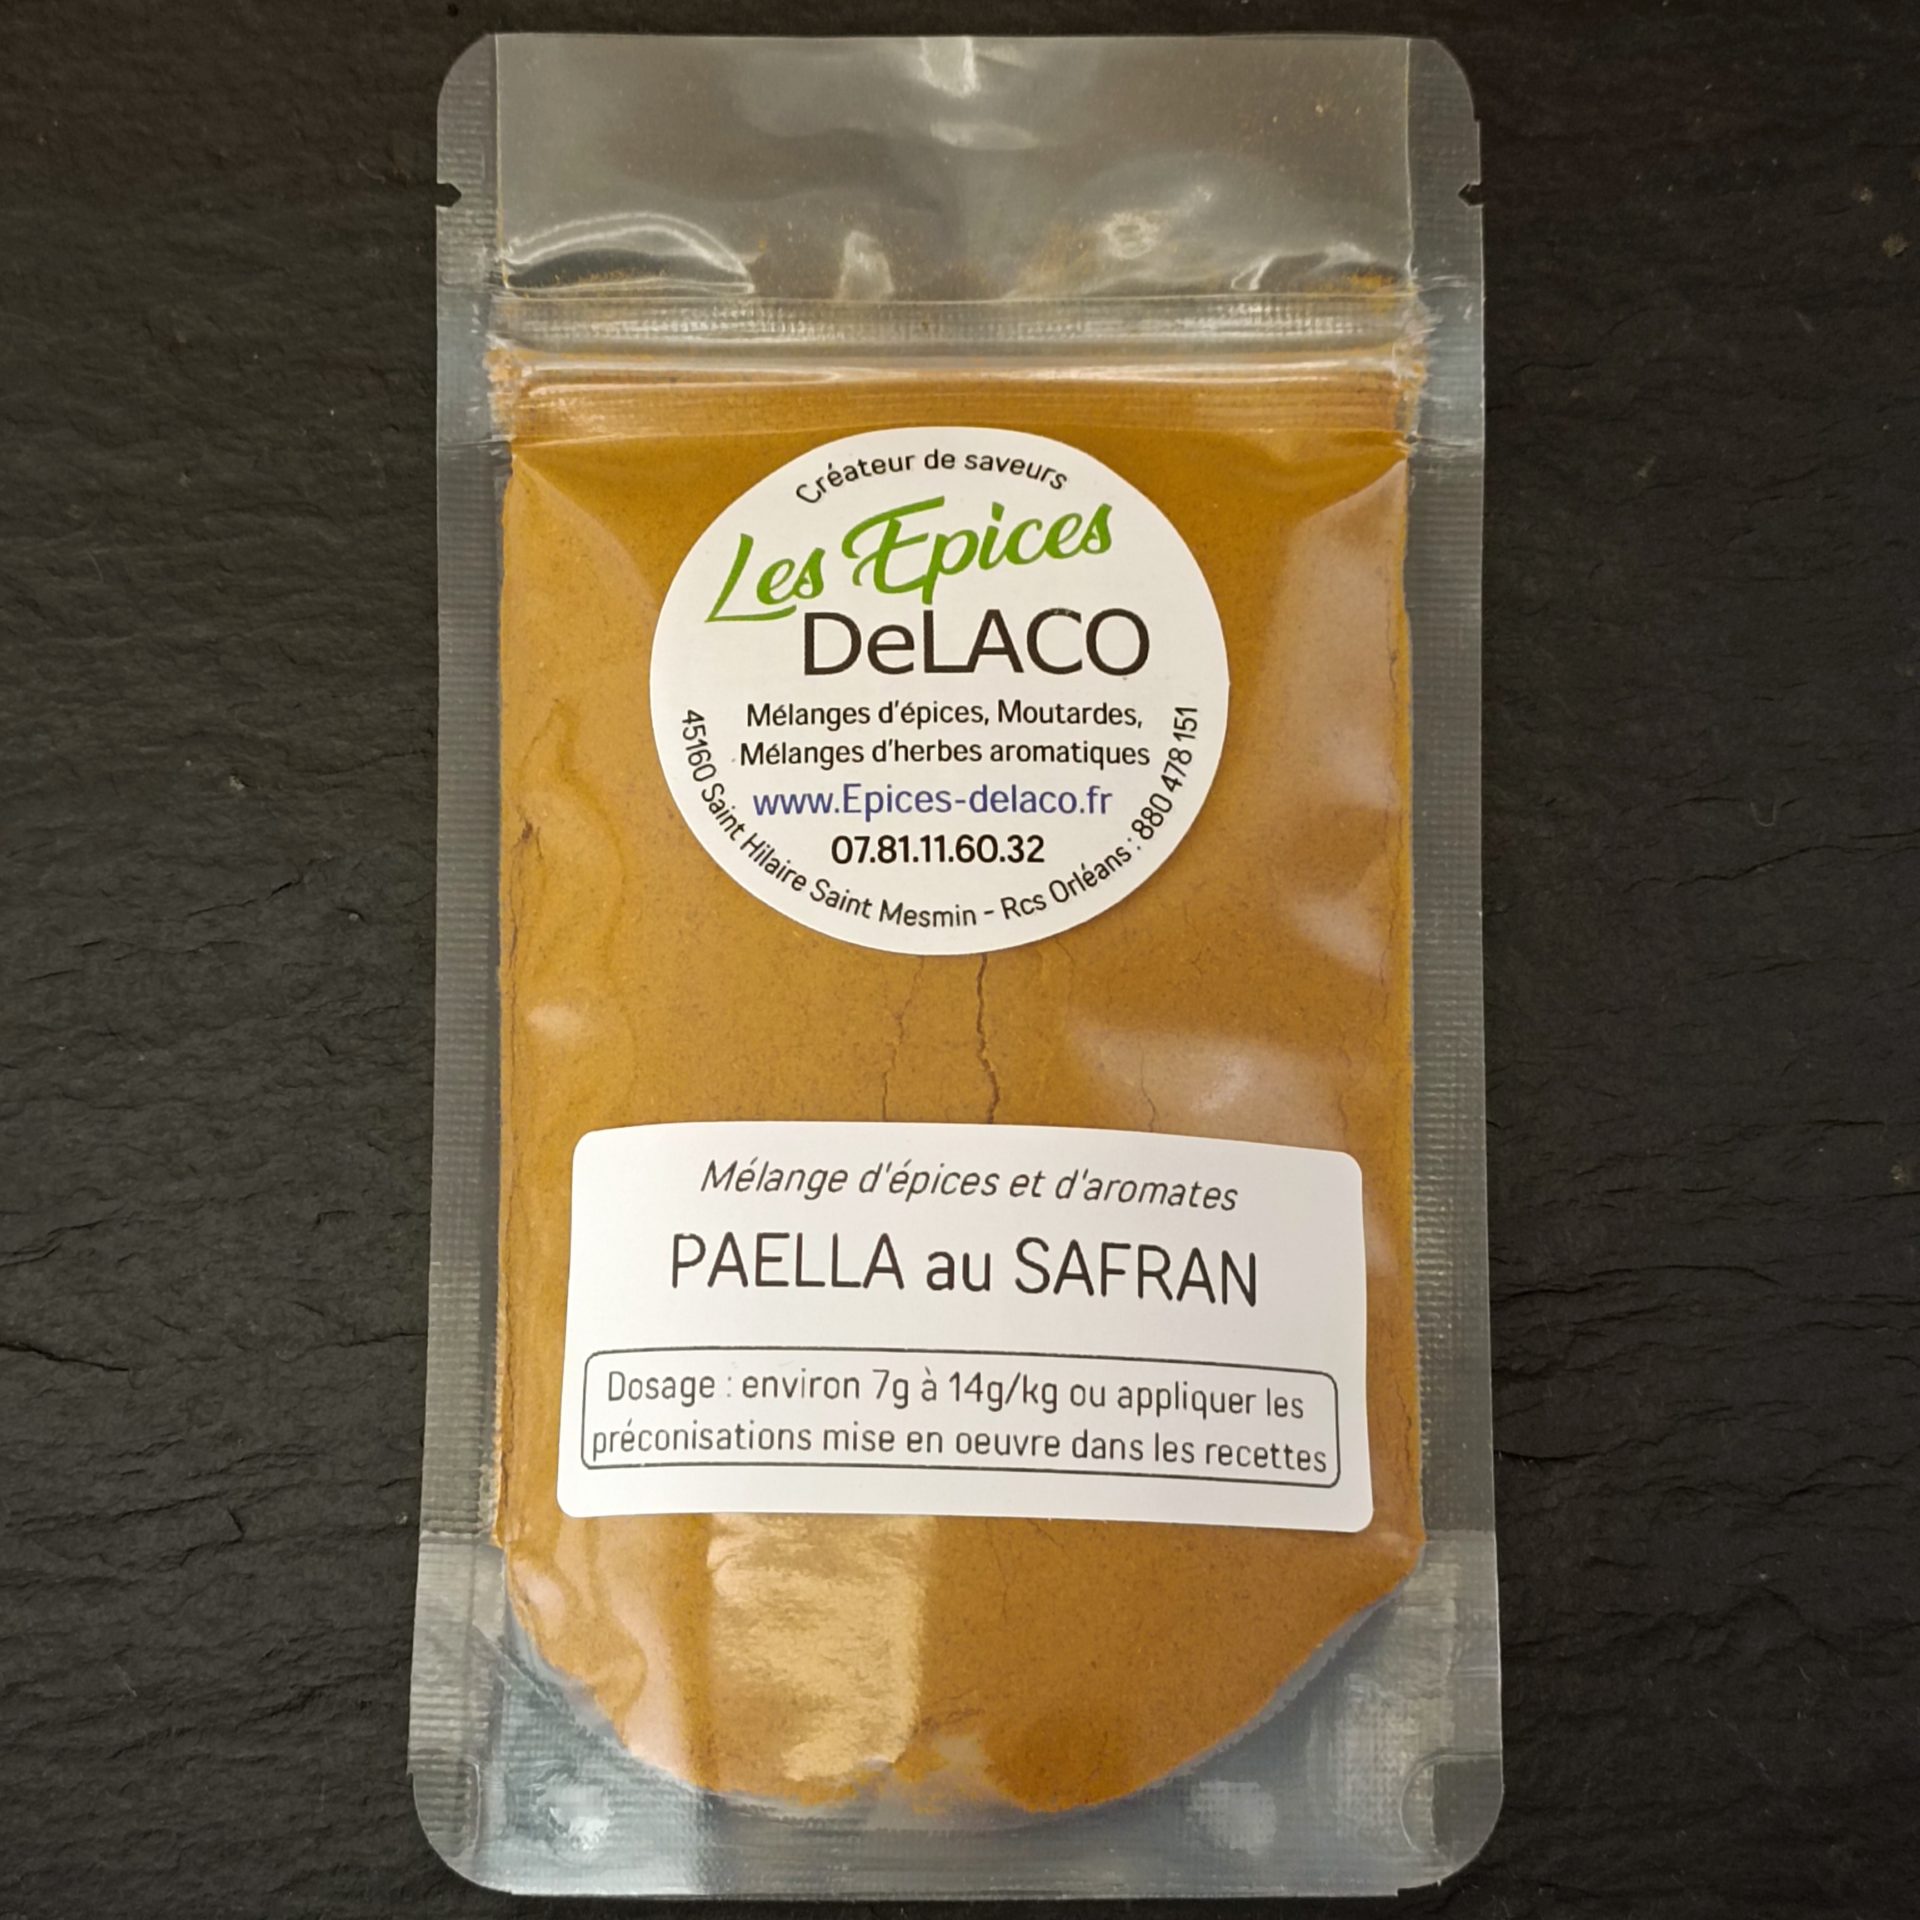 Créateur de saveurs
Les Epices
DeLACO
Mélanges d'épices, Moutardes,
Mélanges d'herbes aromatiques
www.Epices-delaco.fr
07.81.11.60.32
45160 Saint Hilaire Saint Mesmin - Rcs Orléans : 880 478 151
Mélange d'épices et d'aromates
PAELLA au SAFRAN
Dosage : environ 7g à 14g/kg ou appliquer les
préconisations mise en oeuvre dans les recettes